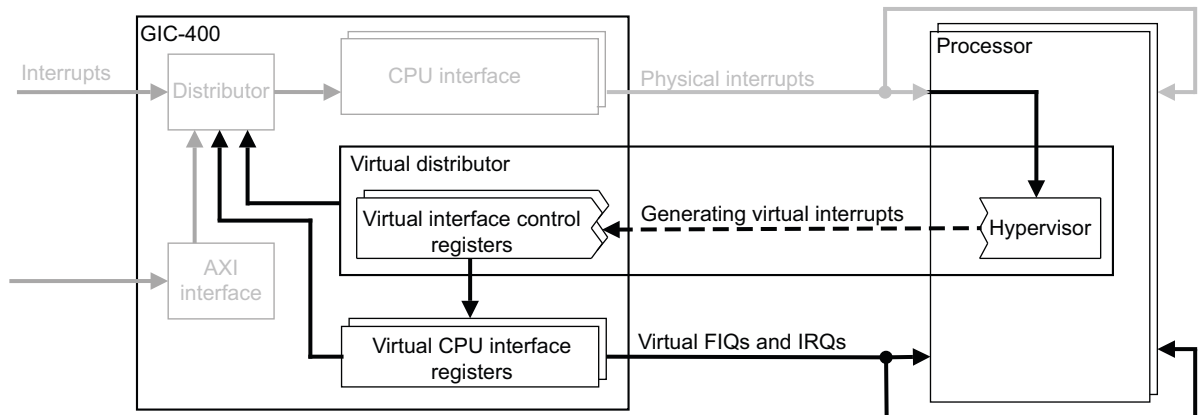 GIC-400
Processor
Interrupts
Distributor
CPU interface
Physical interrupts
Virtual distributor
Virtual interface control
registers
Generating virtual interrupts
Hypervisor
AXI
interface
Virtual CPU interface
registers
Virtual FIQs and IRQs